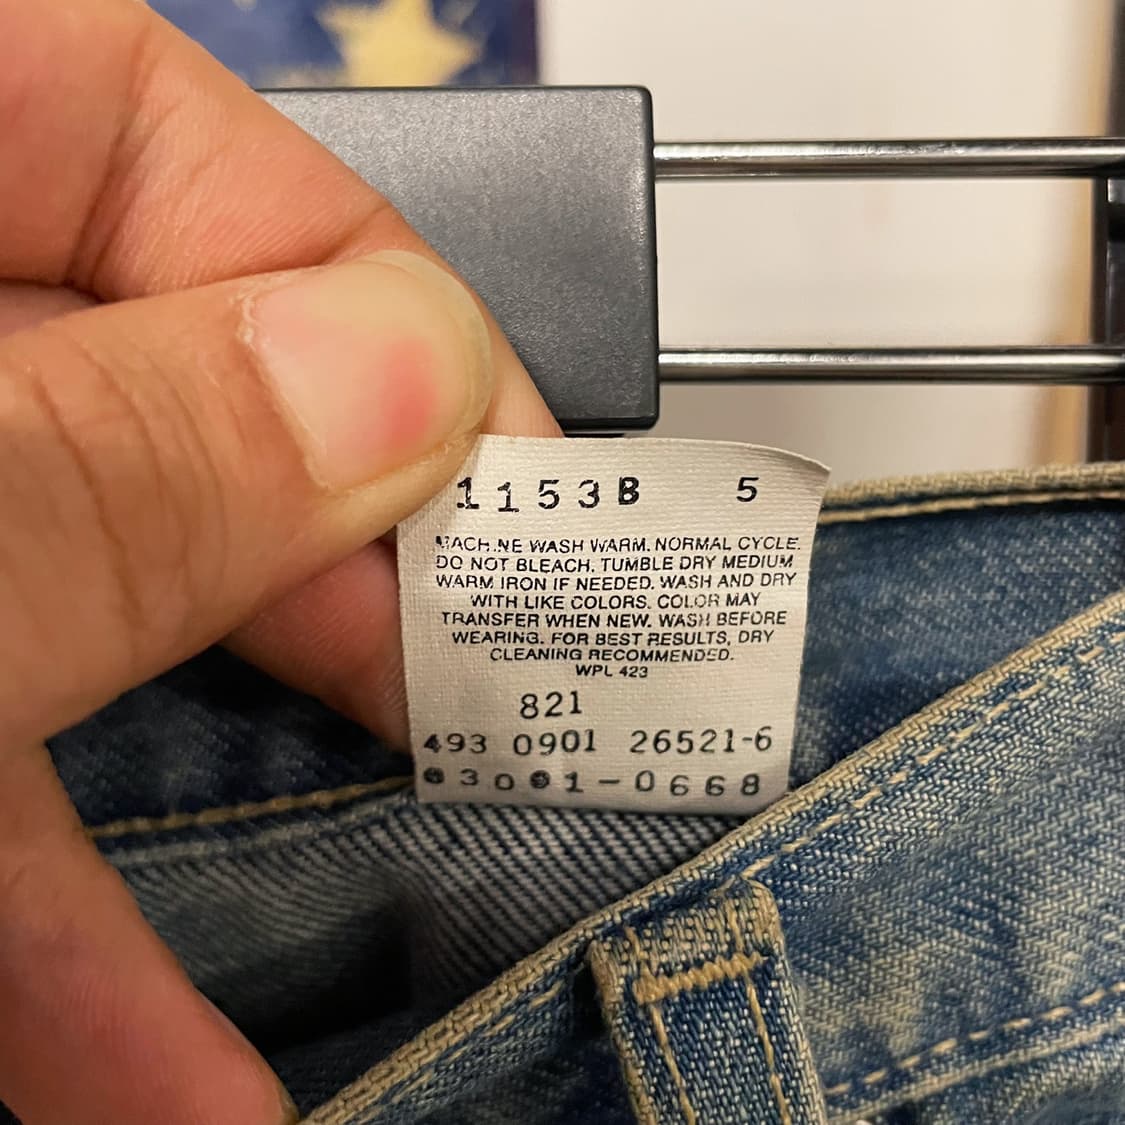 1153B 5
MACHINE WASH WARM. NORMAL CYCLE.
DO NOT BLEACH. TUMBLE DRY MEDIUM
WARM IRON IF NEEDED. WASH AND DRY
WITH LIKE COLORS. COLOR MAY
TRANSFER WHEN NEW. WASH BEFORE
WEARING. FOR BEST RESULTS, DRY
CLEANING RECOMMENDED.
WPL 423
821
493 0901 26521-6
83091-0668